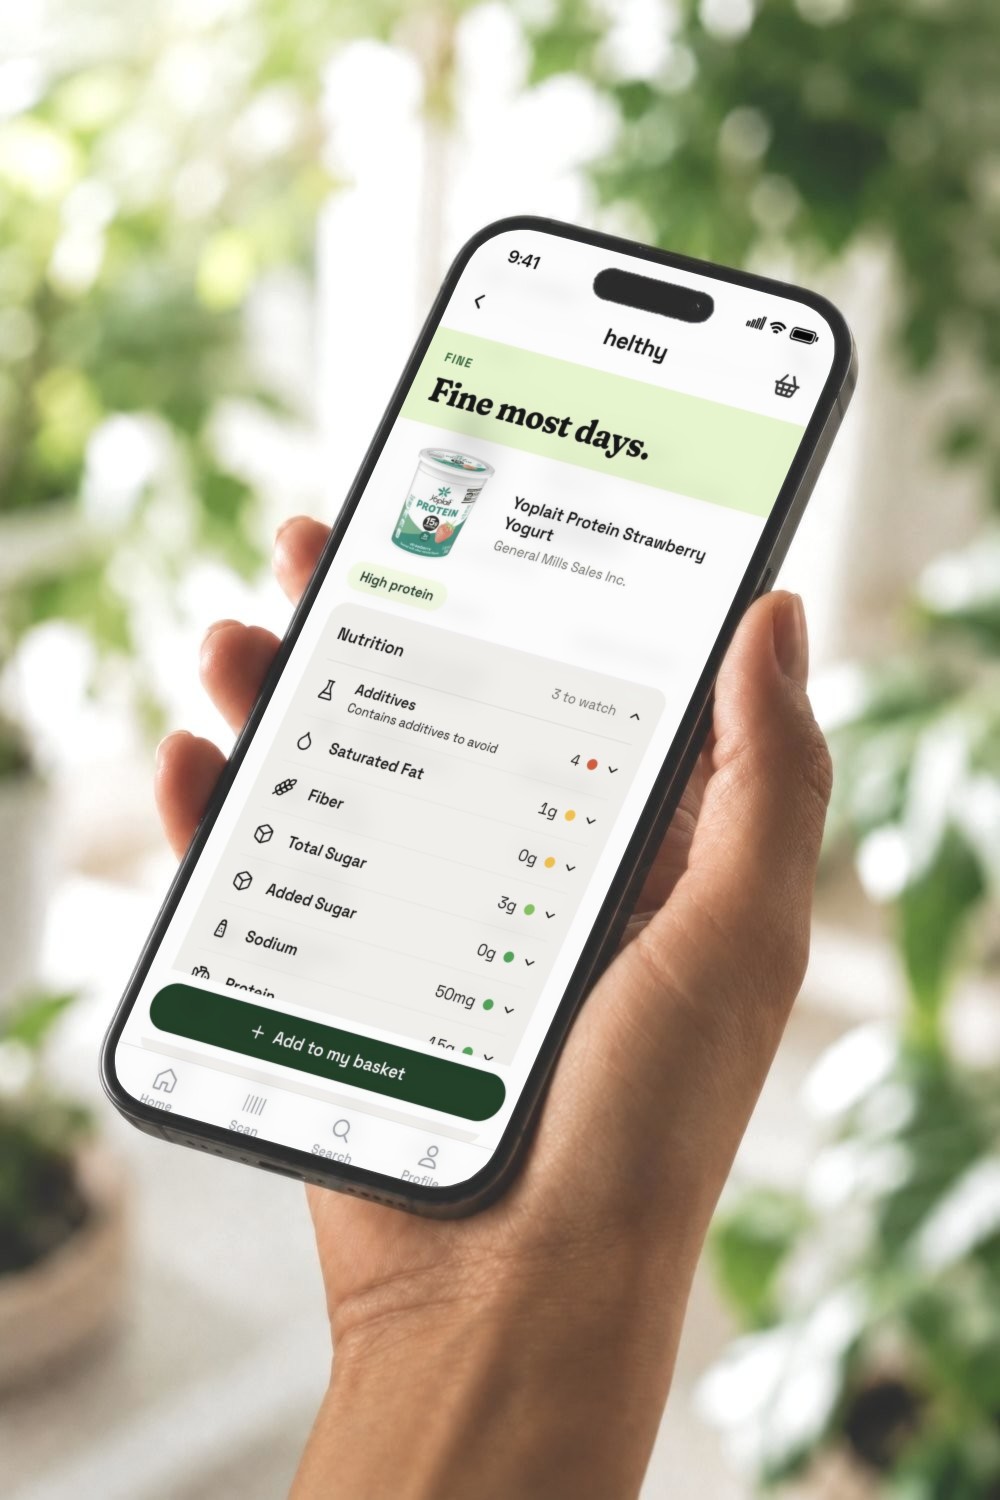 9:41
helthy
FINE
Fine most days.
Yoplait
PROTEIN
15g
Yoplait Protein Strawberry
Yogurt
General Mills Sales Inc.
High protein
Nutrition
3 to watch
Additives
Contains additives to avoid
4
Saturated Fat
1g
Fiber
0g
Total Sugar
3g
Added Sugar
0g
Sodium
50mg
Protein
15g
+ Add to my basket
Home
Scan
Search
Profile